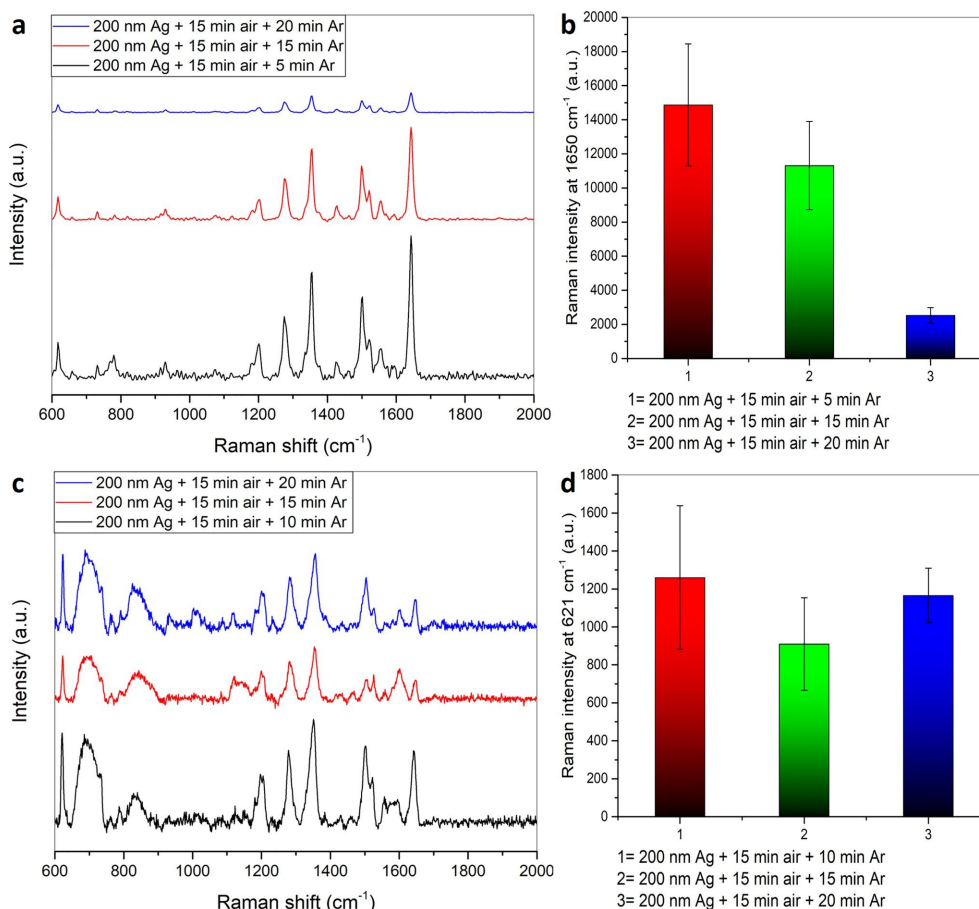 a
200 nm Ag + 15 min air + 20 min Ar
200 nm Ag + 15 min air + 15 min Ar
200 nm Ag + 15 min air + 5 min Ar
Intensity (a.u.)
600 800 1000 1200 1400 1600 1800 2000
Raman shift (cm⁻¹)
b
Raman intensity at 1650 cm⁻¹ (a.u.)
20000
18000
16000
14000
12000
10000
8000
6000
4000
2000
0
1 2 3
1= 200 nm Ag + 15 min air + 5 min Ar
2= 200 nm Ag + 15 min air + 15 min Ar
3= 200 nm Ag + 15 min air + 20 min Ar
c
200 nm Ag + 15 min air + 20 min Ar
200 nm Ag + 15 min air + 15 min Ar
200 nm Ag + 15 min air + 10 min Ar
Intensity (a.u.)
600 800 1000 1200 1400 1600 1800 2000
Raman shift (cm⁻¹)
d
Raman intensity at 621 cm⁻¹ (a.u.)
1800
1600
1400
1200
1000
800
600
400
200
0
1 2 3
1= 200 nm Ag + 15 min air + 10 min Ar
2= 200 nm Ag + 15 min air + 15 min Ar
3= 200 nm Ag + 15 min air + 20 min Ar